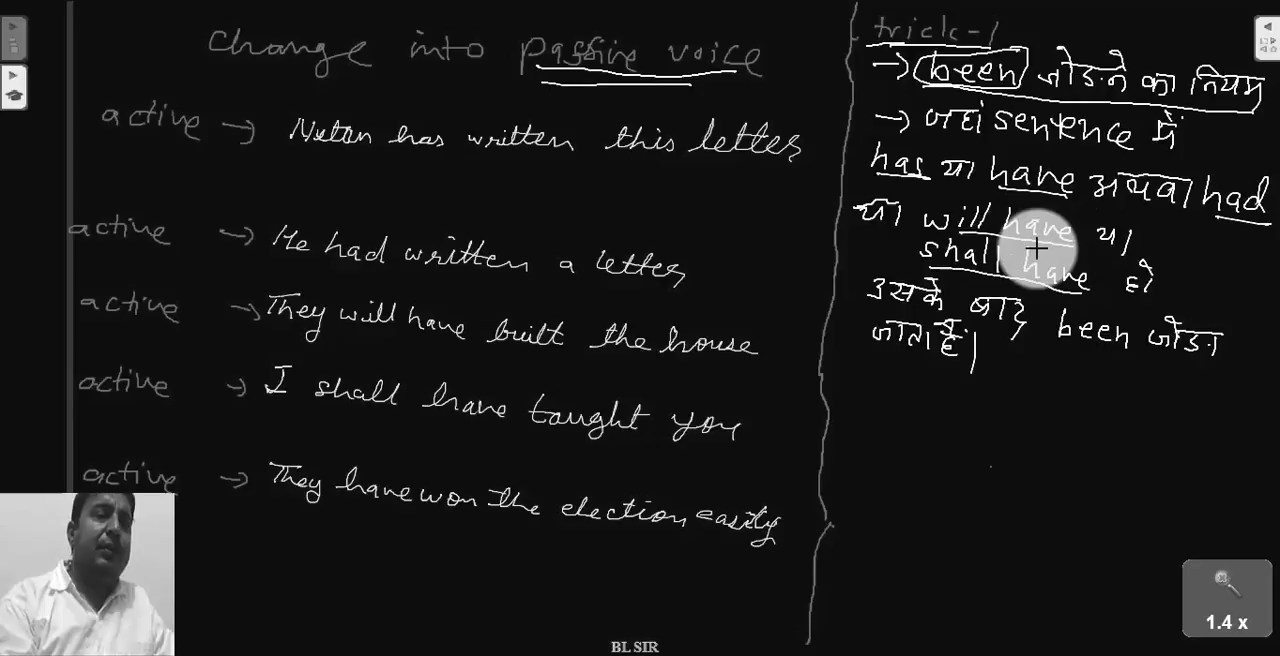 change into passive voice
active → Nutan has written this letter
active → He had written a letter
active → They will have built the house
active → I shall have taught you
active → They have won the election easily
trick-1
→ been जोडने का नियम
→ जहां sentence में
has या have अथवा had
या will have या
shall have हो
उसके बाद been जोडा
जाता है।
BL SIR
1.4 x